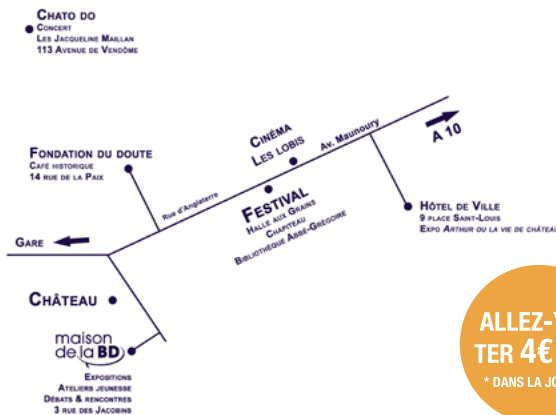 CHATO DO
CONCERT
LES JACQUELINE MAILLAN
113 AVENUE DE VENDÔME
A 10
CINÉMA
LES LOBIS
AV. MAUNOURY
FONDATION DU DOUTE
CAFÉ HISTORIQUE
14 RUE DE LA PAIX
Rue d'Angleterre
FESTIVAL
HALLE AUX GRAINS
CHAPITEAU
BIBLIOTHÈQUE ABBÉ-GRÉGOIRE
HÔTEL DE VILLE
9 PLACE SAINT-LOUIS
EXPO ARTHUR OU LA VIE DE CHÂTEAU
GARE
CHÂTEAU
maison
de la BD
EXPOSITIONS
ATELIERS JEUNESSE
DÉBATS & RENCONTRES
3 RUE DES JACOBINS
ALLEZ-Y
TER 4€
* DANS LA JO